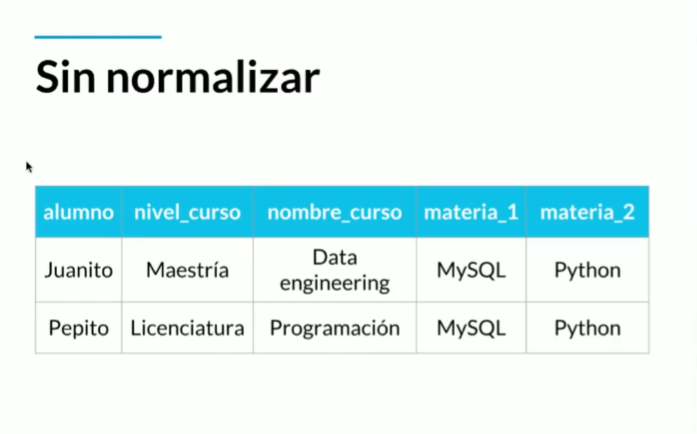 Sin normalizar
alumno nivel_curso nombre_curso materia_1 materia_2
Juanito Maestría Data engineering MySQL Python
Pepito Licenciatura Programación MySQL Python